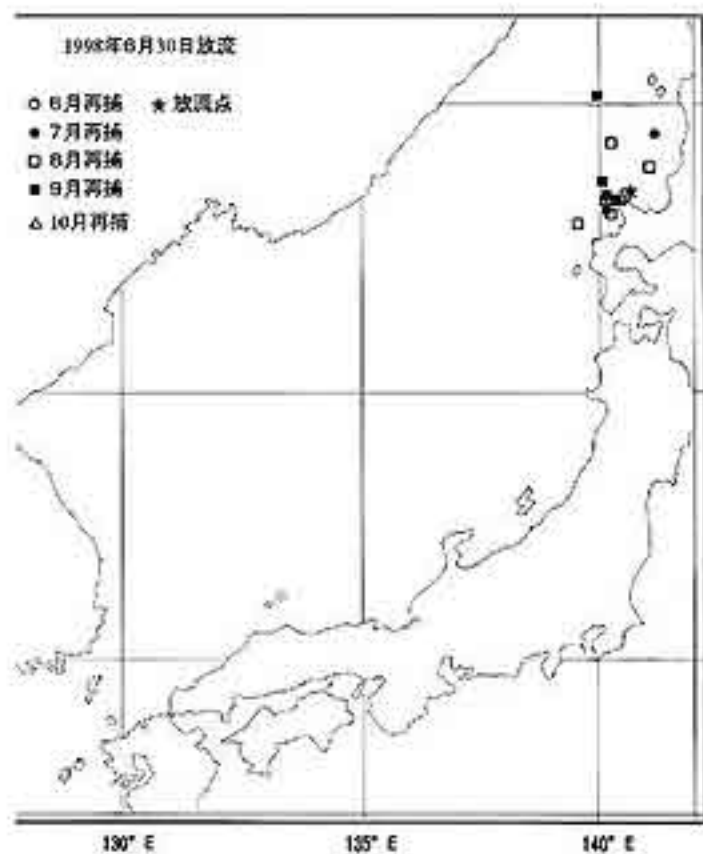 1998年6月30日放流
○ 6月再捕 ★ 放流点
● 7月再捕
□ 8月再捕
■ 9月再捕
△ 10月再捕
130° E 135° E 140° E